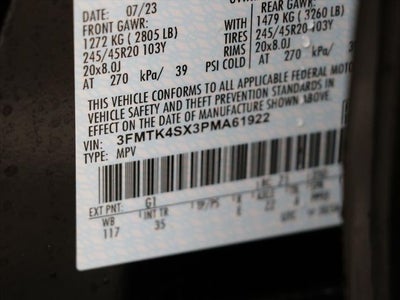 DATE: 07/23
FRONT GAWR: REAR GAWR:
1272 KG ( 2805 LB) 1479 KG ( 3260 LB)
245/45R20 103Y WITH TIRES 245/45R20 103Y
20x8.0J RIMS 20x8.0J
AT 270 kPa/ 39 PSI COLD AT 270 kPa/
THIS VEHICLE CONFORMS TO ALL APPLICABLE FEDERAL MOTOR
VEHICLE SAFETY AND BUMPER STANDARDS IN
EFFECT ON THE DATE OF MANUFACTURE SHOWN ABOVE.
VIN: 3FMTK4SX3PMA61922
TYPE: MPV
EXT PNT: G1
WB INT TR TP/PS R
117 35